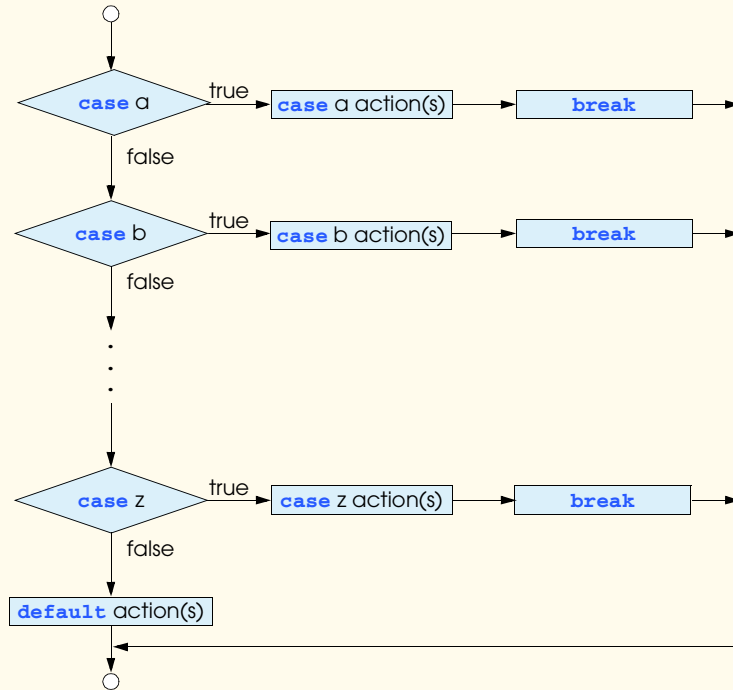 case a
true
case a action(s)
break
false
case b
true
case b action(s)
break
false
case z
true
case z action(s)
break
false
default action(s)